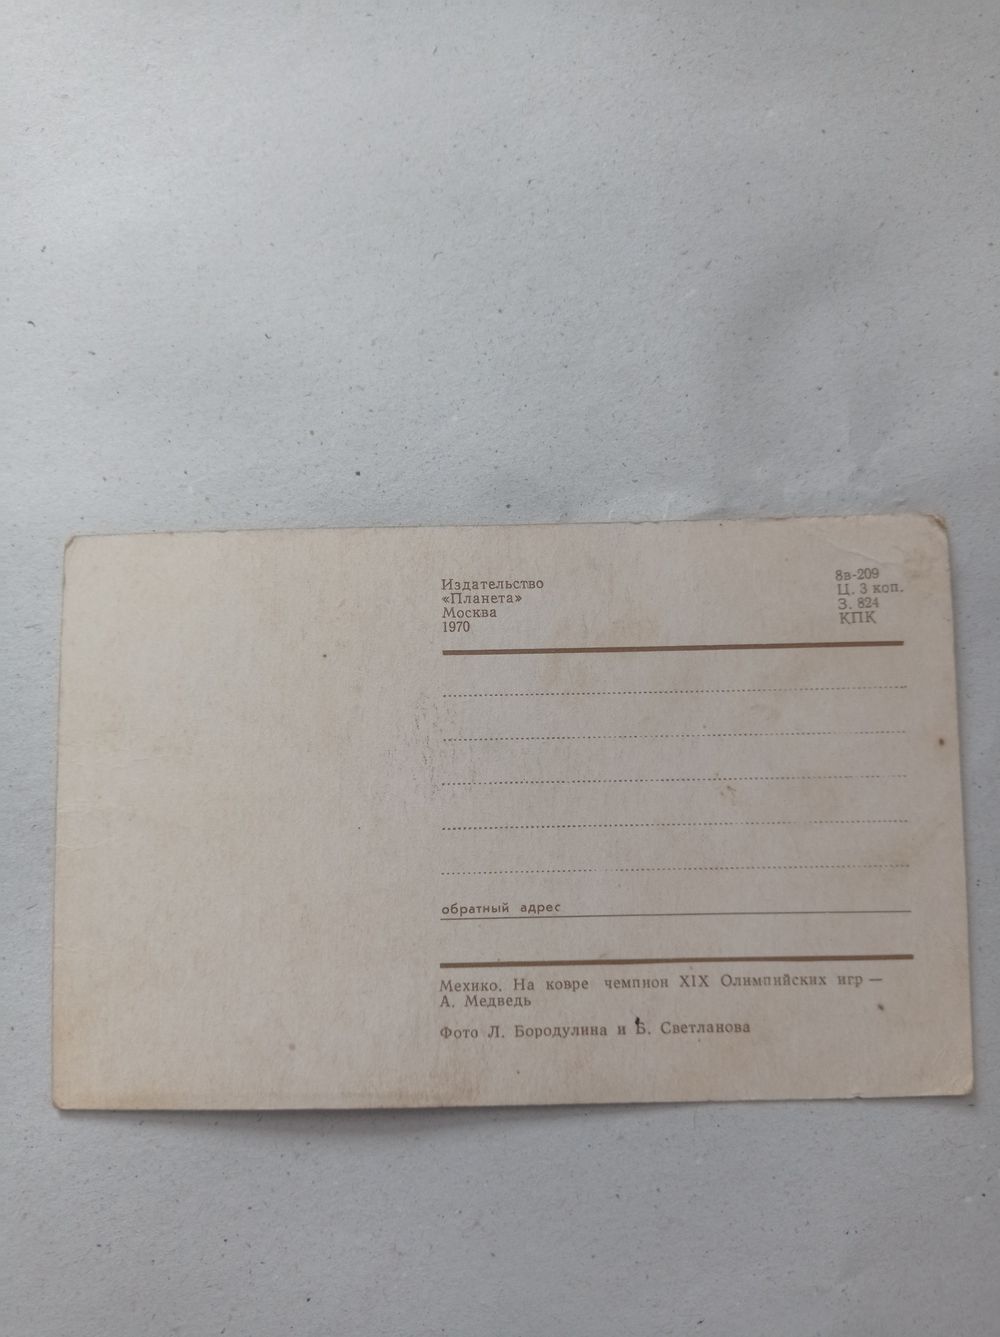 Издательство
«Планета»
Москва
1970
8в-209
Ц. 3 коп.
З. 824
КПК
обратный адрес
Мехико. На ковре чемпион XIX Олимпийских игр —
А. Медведь
Фото Л. Бородулина и Б. Светланова